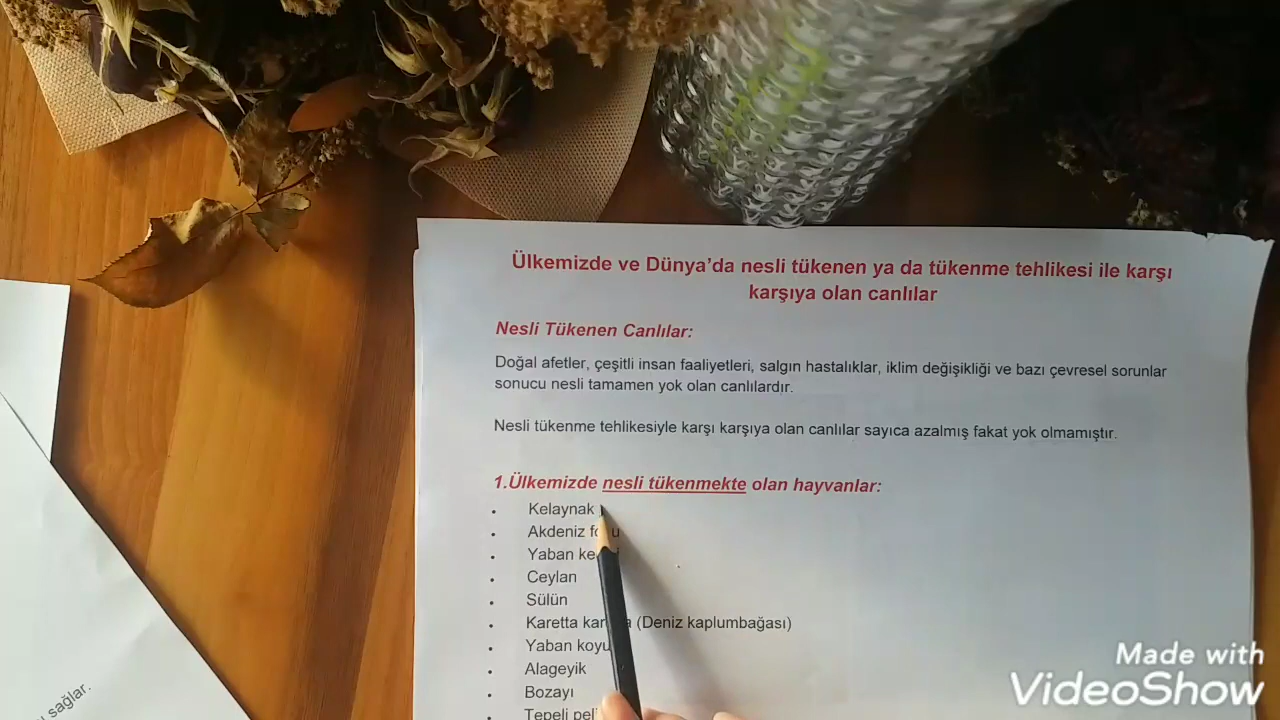 Ülkemizde ve Dünya'da nesli tükenen ya da tükenme tehlikesi ile karşı
karşıya olan canlılar
Nesli Tükenen Canlılar:
Doğal afetler, çeşitli insan faaliyetleri, salgın hastalıklar, iklim değişikliği ve bazı çevresel sorunlar
sonucu nesli tamamen yok olan canlılardır.
Nesli tükenme tehlikesiyle karşı karşıya olan canlılar sayıca azalmış fakat yok olmamıştır.
1.Ülkemizde nesli tükenmekte olan hayvanlar:
Kelaynak
Akdeniz
Yaban
Ceylan
Sülün
Karetta (Deniz kaplumbağası)
Yaban
Alageyik
Bozayı
Tepeli
sağlar.
Made with
VideoShow